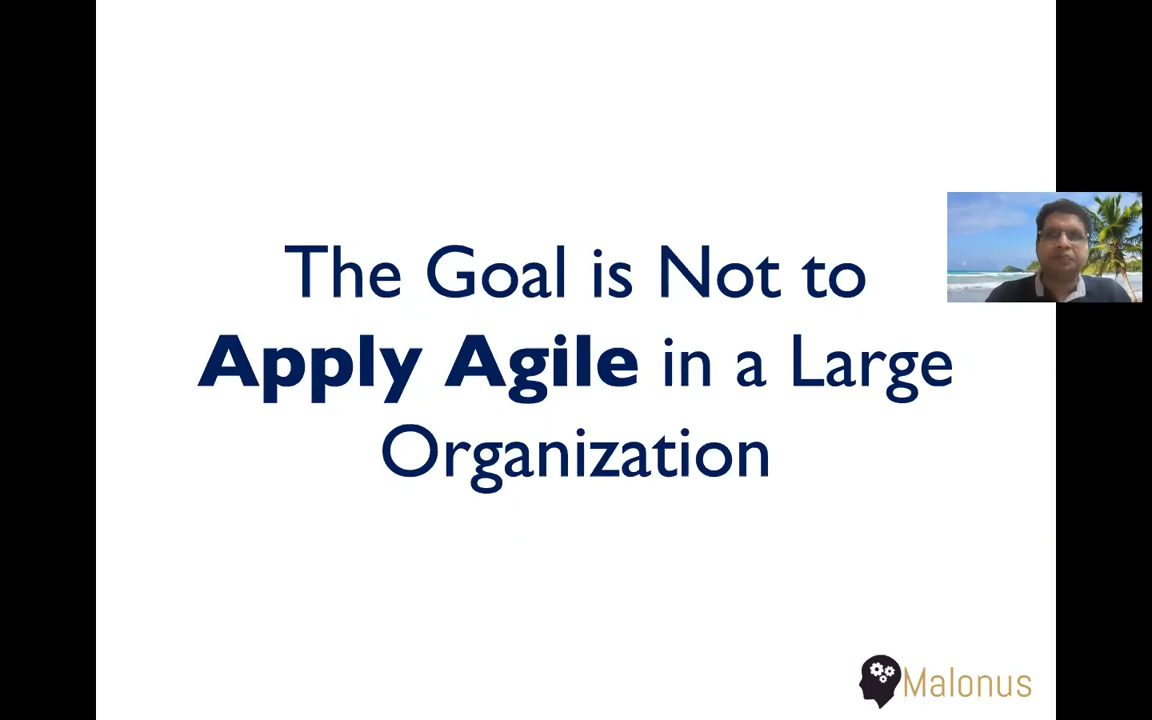 The Goal is Not to
Apply Agile in a Large
Organization
Malonus